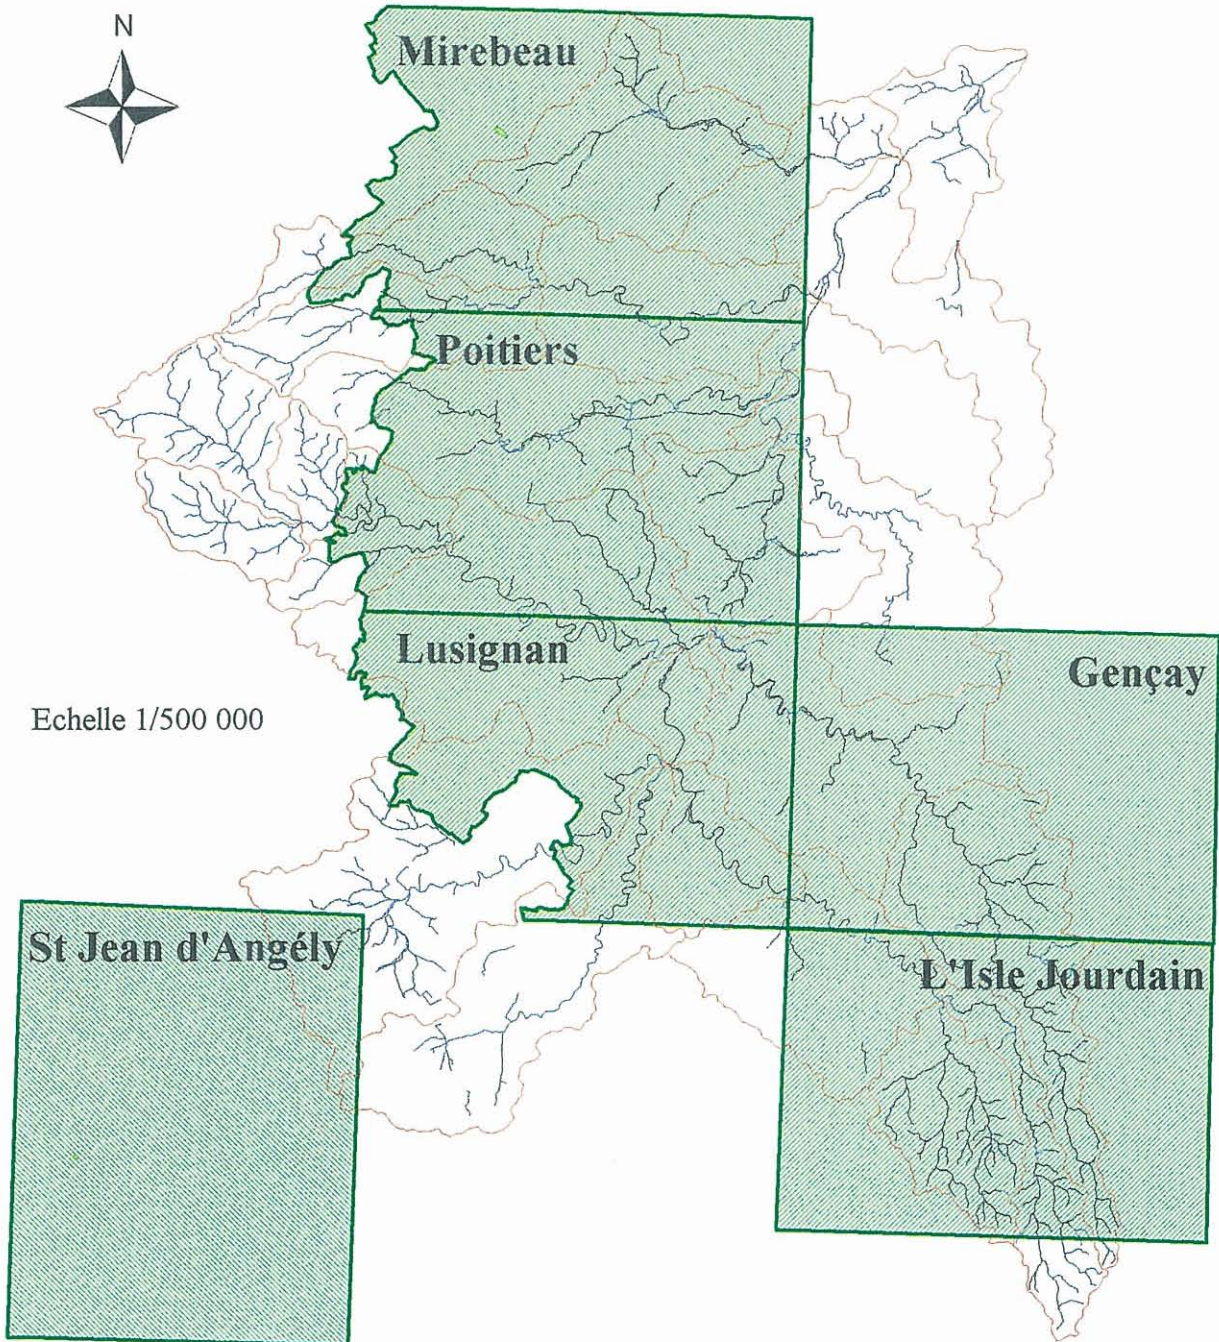 N
Mirebeau
Poitiers
Lusignan
Gençay
Echelle 1/500 000
St Jean d'Angély
L'Isle Jourdain